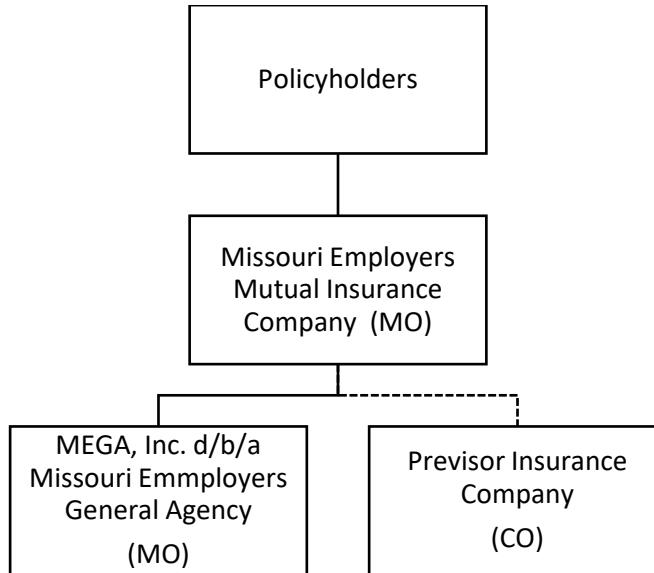 Policyholders
Missouri Employers
Mutual Insurance
Company (MO)
MEGA, Inc. d/b/a
Missouri Emmployers
General Agency
(MO)
Previsor Insurance
Company
(CO)